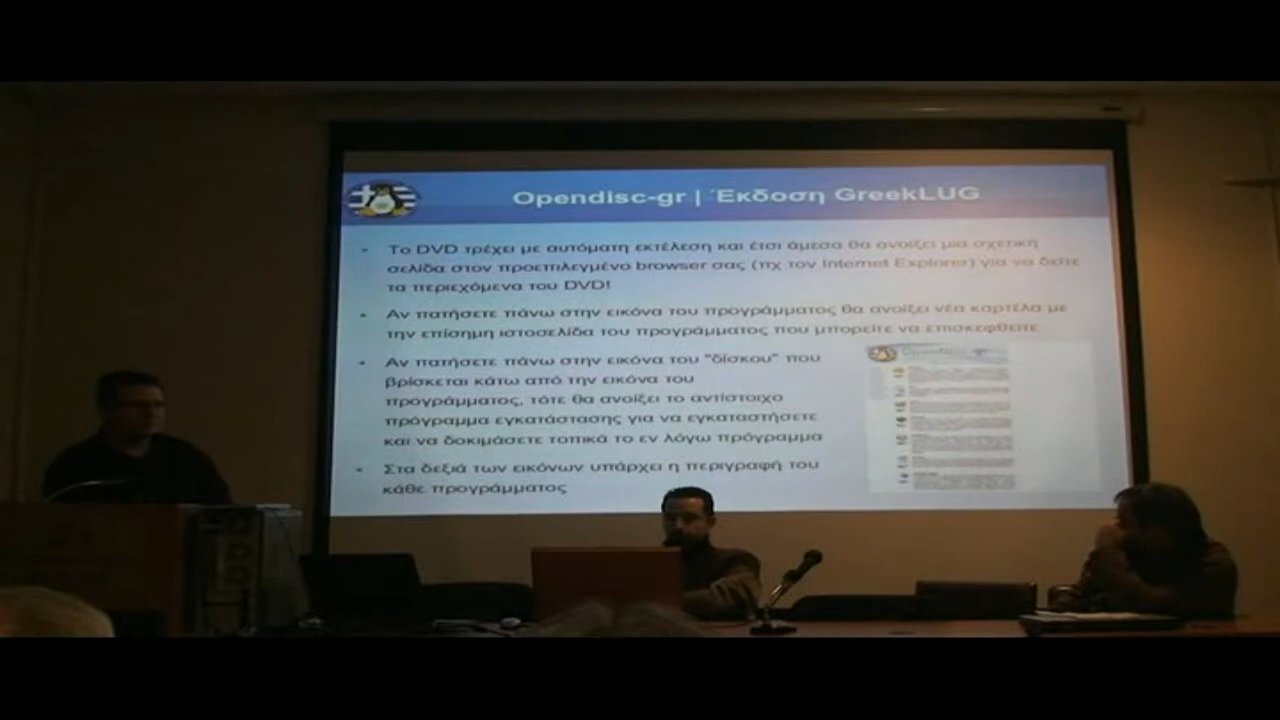 Opendisc-gr | Έκδοση GreekLUG
- Το DVD τρέχει με αυτόματη εκτέλεση και έτσι άμεσα θα ανοίξει μια σχετική
σελίδα στον προεπιλεγμένο browser σας (πχ τον Internet Explorer) για να δείτε
τα περιεχόμενα του DVD!
- Αν πατήσετε πάνω στην εικόνα του προγράμματος θα ανοίξει νέα καρτέλα με
την επίσημη ιστοσελίδα του προγράμματος που μπορείτε να επισκεφθείτε
- Αν πατήσετε πάνω στην εικόνα του "δίσκου" που
βρίσκεται κάτω από την εικόνα του
προγράμματος, τότε θα ανοίξει το αντίστοιχο
πρόγραμμα εγκατάστασης για να εγκαταστήσετε
και να δοκιμάσετε τοπικά το εν λόγω πρόγραμμα
- Στα δεξιά των εικόνων υπάρχει η περιγραφή του
κάθε προγράμματος
Opendisc